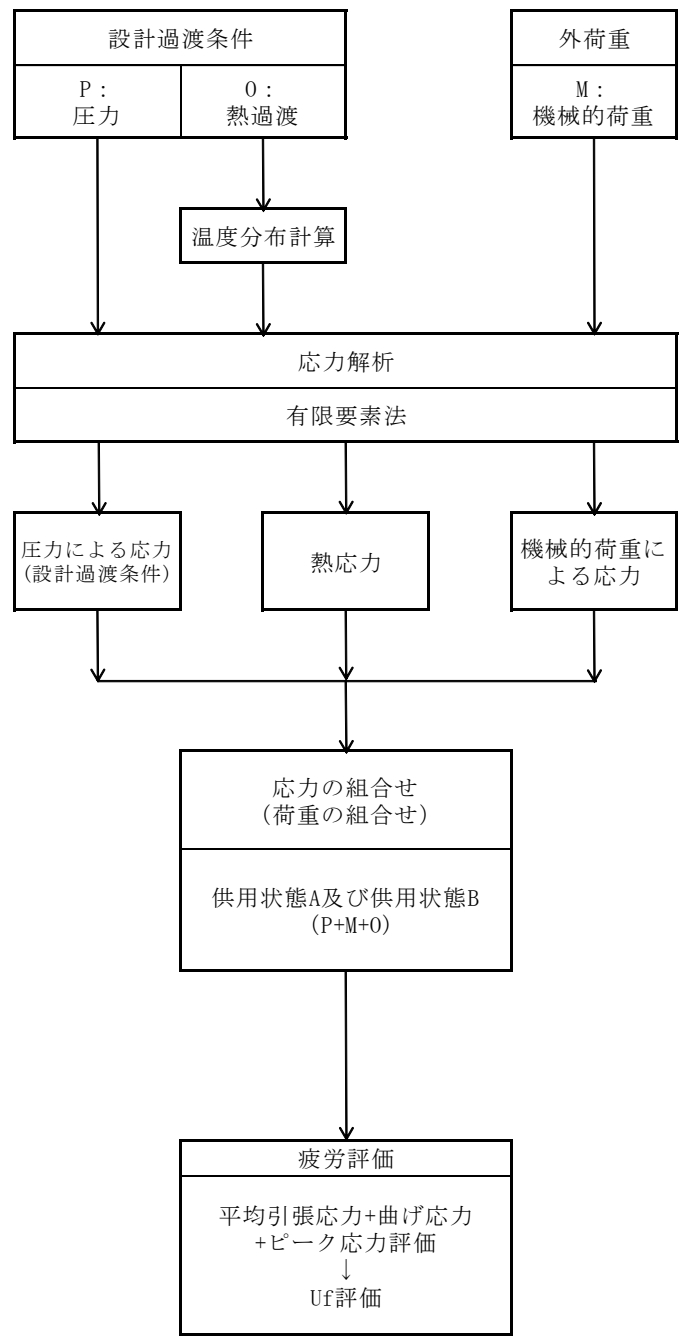 設計過渡条件
外荷重
P：
圧力
O：
熱過渡
M：
機械的荷重
温度分布計算
応力解析
有限要素法
圧力による応力
(設計過渡条件)
熱応力
機械的荷重に
よる応力
応力の組合せ
(荷重の組合せ)
供用状態A及び供用状態B
(P+M+O)
疲労評価
平均引張応力+曲げ応力
+ピーク応力評価
↓
Uf評価